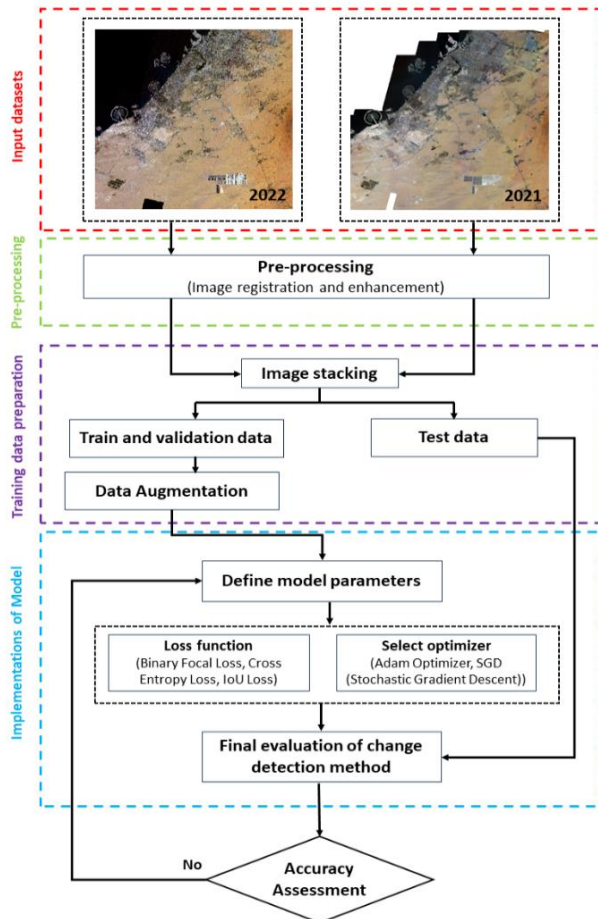 Input datasets
2022
2021
Pre-processing
Pre-processing
(Image registration and enhancement)
Training data preparation
Image stacking
Train and validation data
Test data
Data Augmentation
Implementations of Model
Define model parameters
Loss function
(Binary Focal Loss, Cross
Entropy Loss, IoU Loss)
Select optimizer
(Adam Optimizer, SGD
(Stochastic Gradient Descent))
Final evaluation of change
detection method
No
Accuracy
Assessment